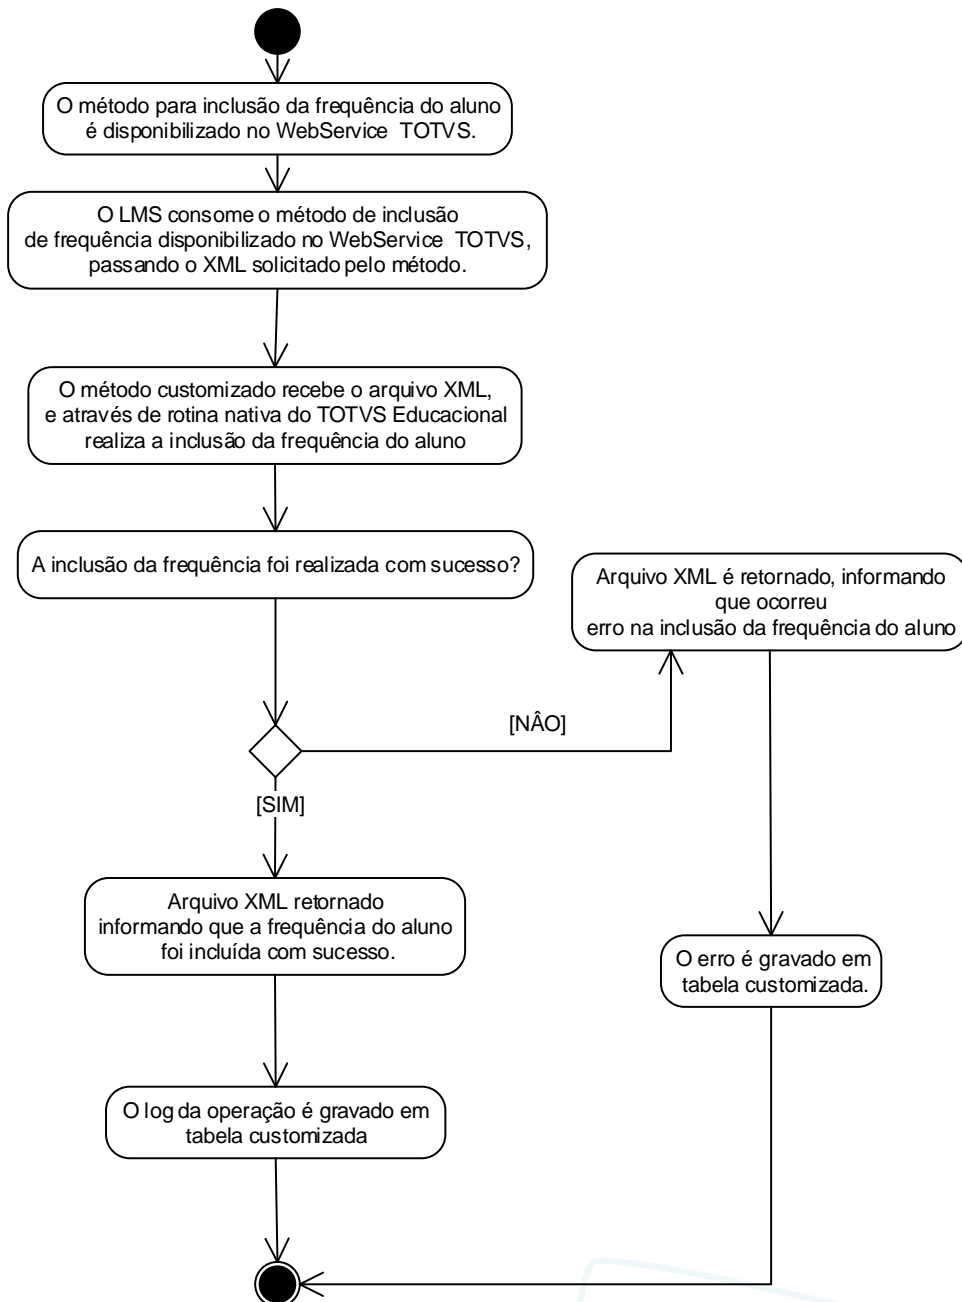 O método para inclusão da frequência do aluno
é disponibilizado no WebService TOTVS.
O LMS consome o método de inclusão
de frequência disponibilizado no WebService TOTVS,
passando o XML solicitado pelo método.
O método customizado recebe o arquivo XML,
e através de rotina nativa do TOTVS Educacional
realiza a inclusão da frequência do aluno
A inclusão da frequência foi realizada com sucesso?
Arquivo XML é retornado, informando
que ocorreu
erro na inclusão da frequência do aluno
[NÂO]
[SIM]
Arquivo XML retornado
informando que a frequência do aluno
foi incluída com sucesso.
O erro é gravado em
tabela customizada.
O log da operação é gravado em
tabela customizada